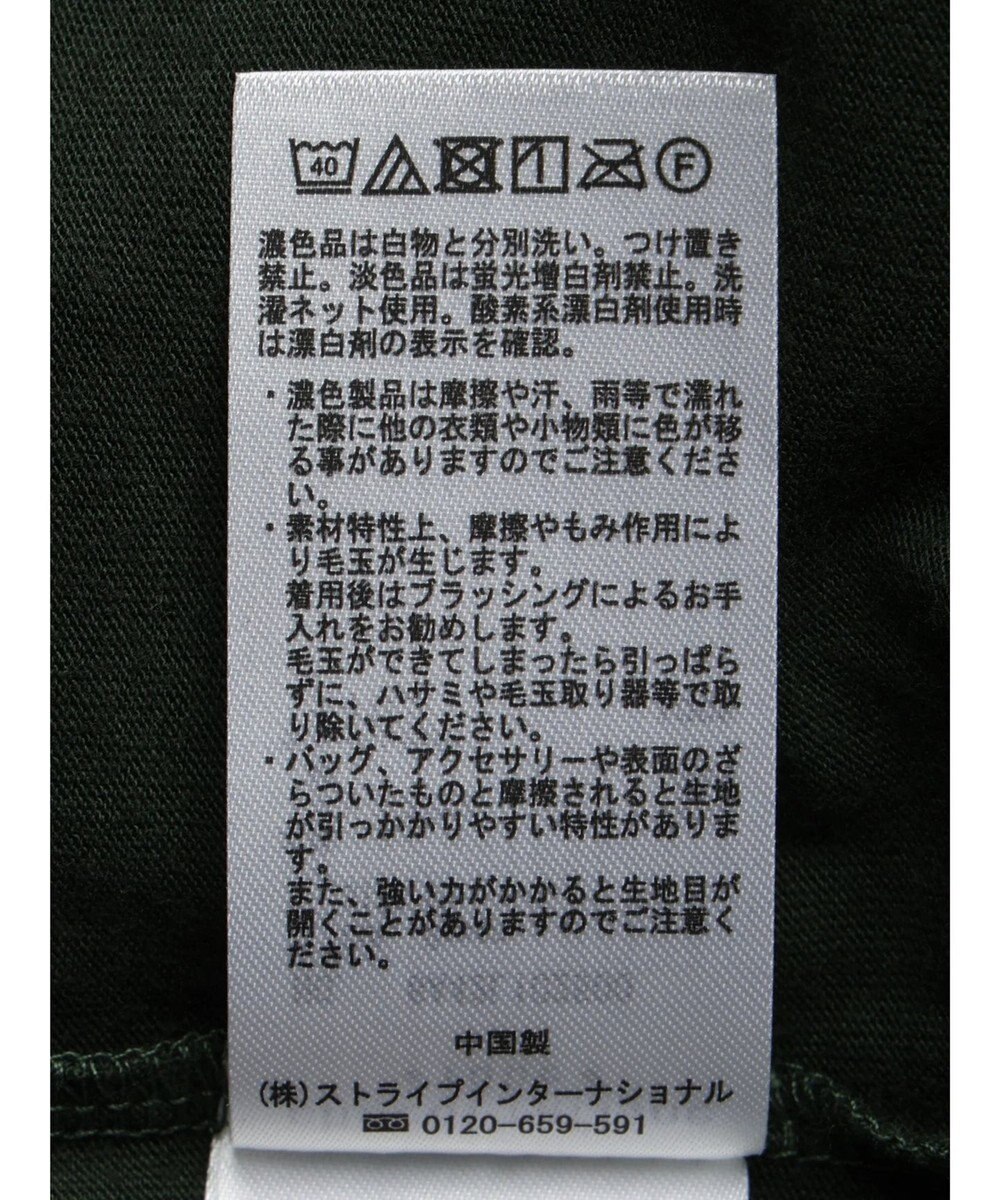 40 F
濃色品は白物と分別洗い。つけ置き
禁止。淡色品は蛍光増白剤禁止。洗
濯ネット使用。酸素系漂白剤使用時
は漂白剤の表示を確認。
・濃色製品は摩擦や汗、雨等で濡れ
た際に他の衣類や小物類に色が移
る事がありますのでご注意くださ
い。
・素材特性上、摩擦やもみ作用によ
り毛玉が生じます。
着用後はブラッシングによるお手
入れをお勧めします。
毛玉ができてしまったら引っぱら
ずに、ハサミや毛玉取り器等で取
り除いてください。
・バッグ、アクセサリーや表面のざ
らついたものと摩擦されると生地
が引っかかりやすい特性がありま
す。
また、強い力がかかると生地目が
開くことがありますのでご注意く
ださい。
中国製
(株)ストライプインターナショナル
0120-659-591